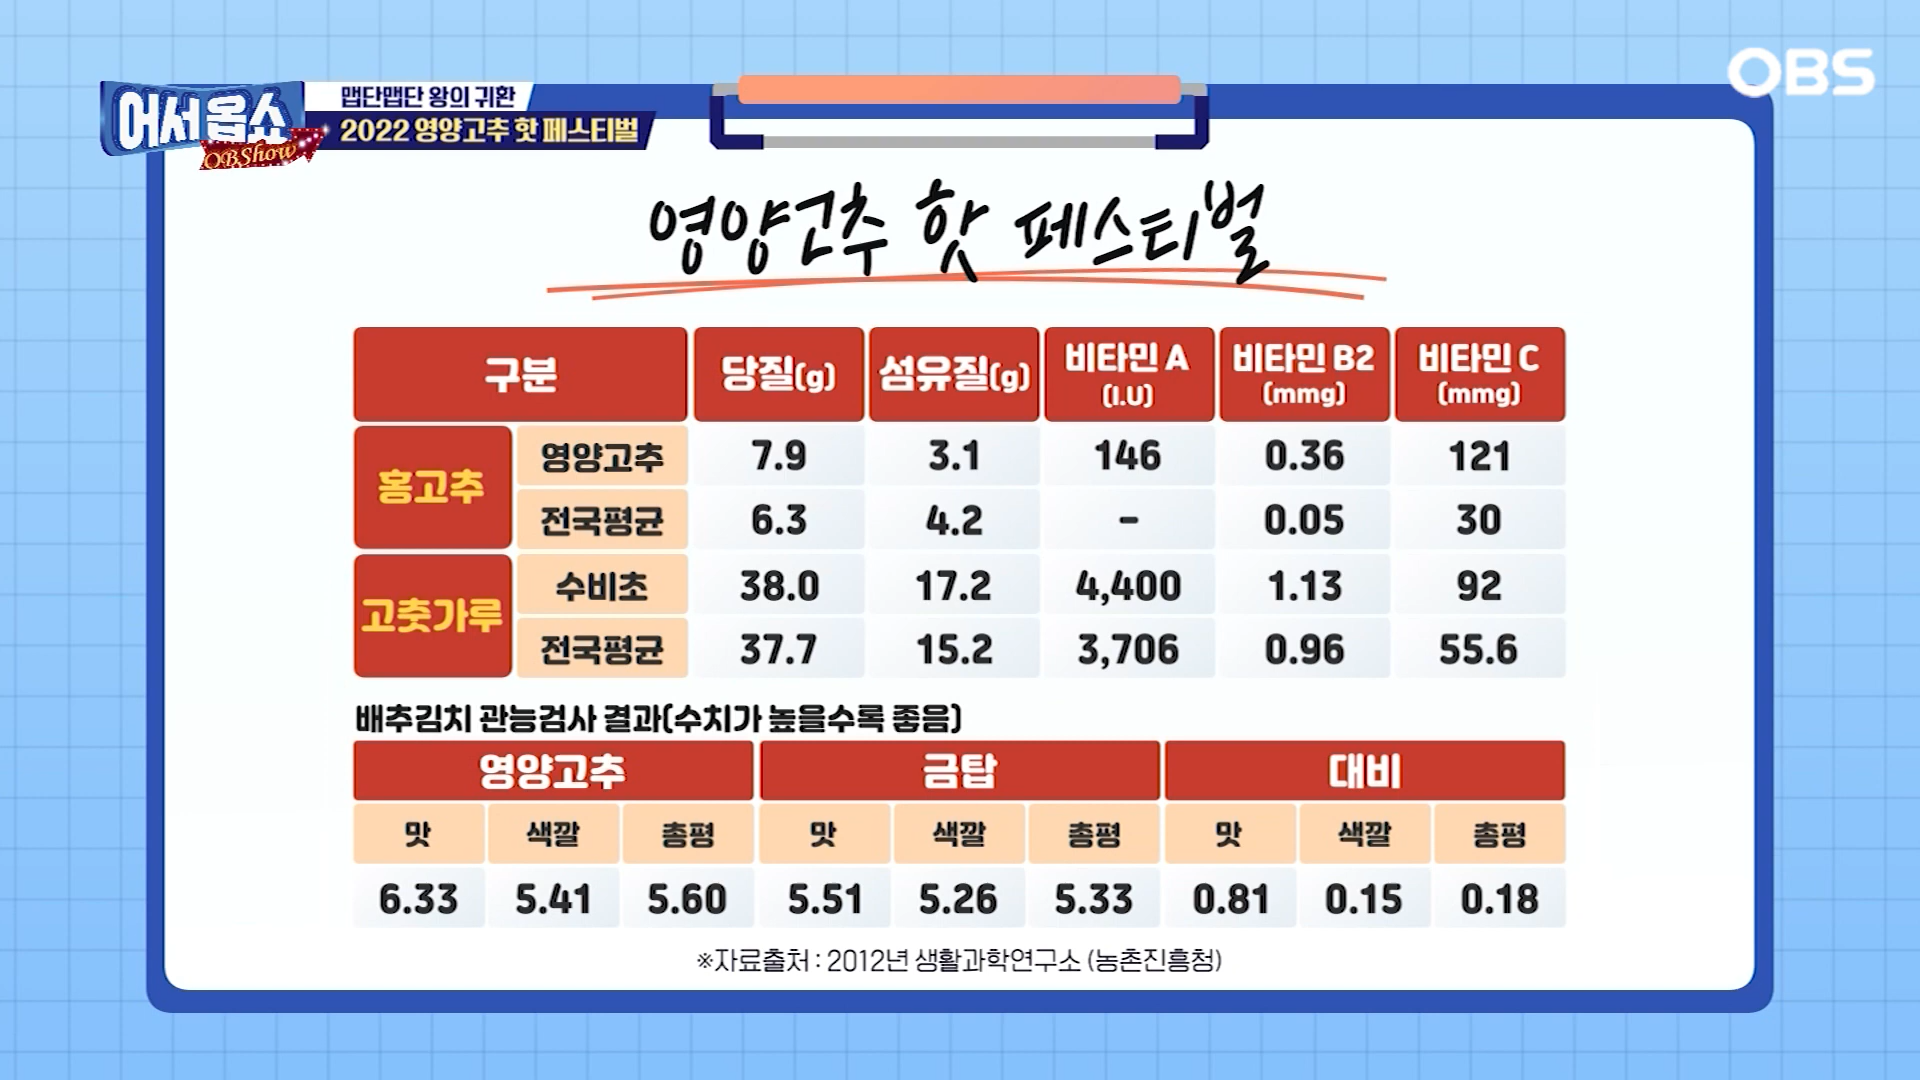 OBS
어서옵쇼
OBShow
맵단맵단 왕의 귀환
2022 영양고추 핫 페스티벌
영양고추 핫 페스티벌
구분 당질(g) 섬유질(g) 비타민 A (I.U) 비타민 B2 (mmg) 비타민 C (mmg)
홍고추 영양고추 7.9 3.1 146 0.36 121
전국평균 6.3 4.2 - 0.05 30
고춧가루 수비초 38.0 17.2 4,400 1.13 92
전국평균 37.7 15.2 3,706 0.96 55.6
배추김치 관능검사 결과(수치가 높을수록 좋음)
영양고추 금탑 대비
맛 색깔 총평 맛 색깔 총평 맛 색깔 총평
6.33 5.41 5.60 5.51 5.26 5.33 0.81 0.15 0.18
※자료출처 : 2012년 생활과학연구소 (농촌진흥청)